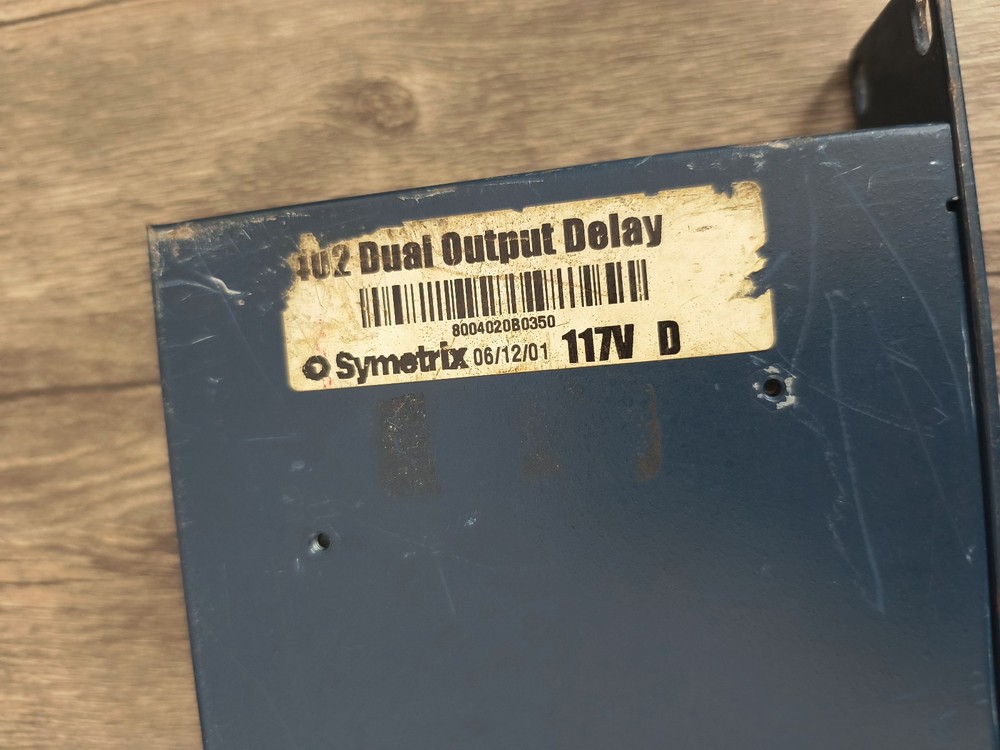 402 Dual Output Delay
8004020B0350
Symetrix 06/12/01 117V D